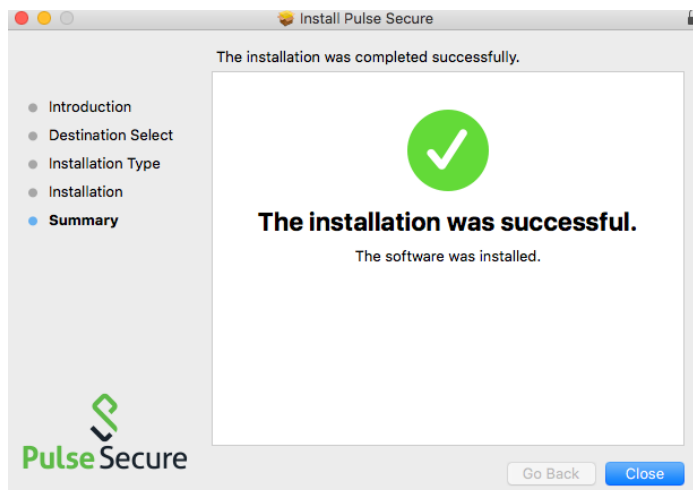 Install Pulse Secure
The installation was completed successfully.
Introduction
Destination Select
Installation Type
Installation
Summary
The installation was successful.
The software was installed.
Pulse Secure
Go Back
Close